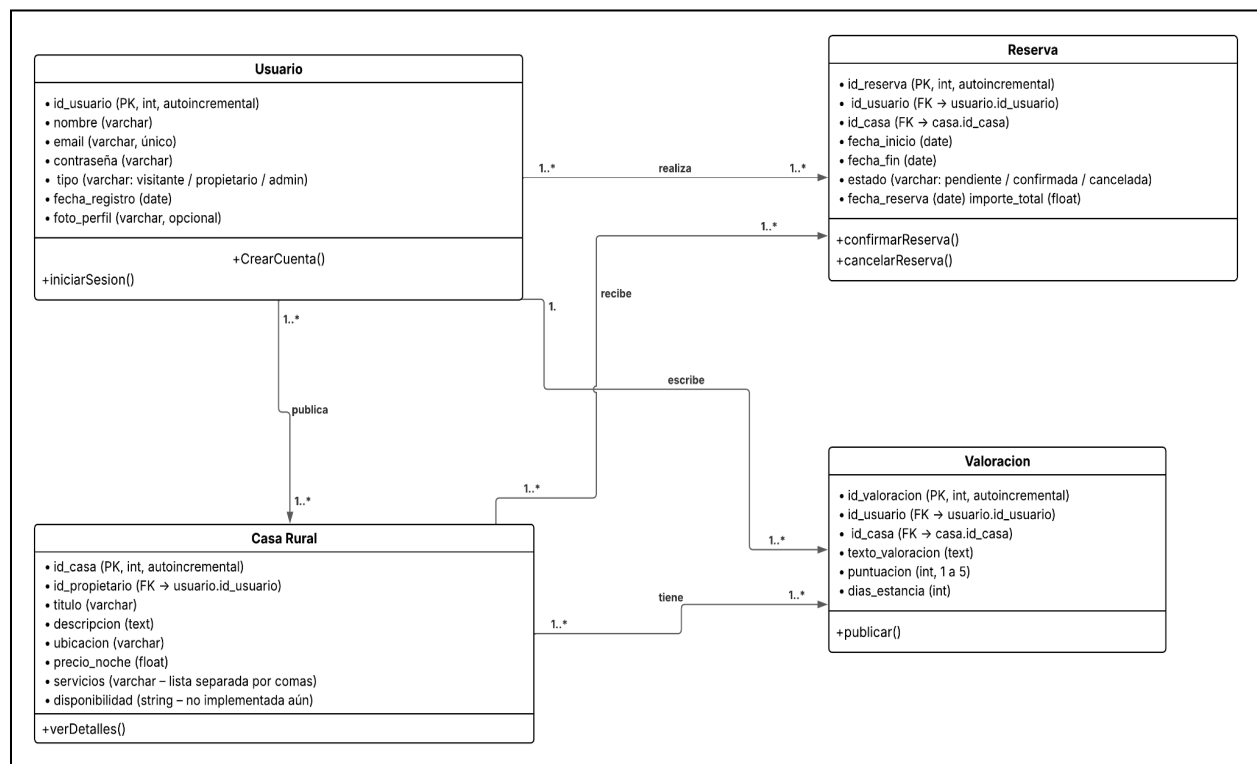 Usuario
• id_usuario (PK, int, autoincremental)
• nombre (varchar)
• email (varchar, único)
• contraseña (varchar)
• tipo (varchar: visitante / propietario / admin)
• fecha_registro (date)
• foto_perfil (varchar, opcional)
+CrearCuenta()
+iniciarSesion()
Reserva
• id_reserva (PK, int, autoincremental)
• id_usuario (FK → usuario.id_usuario)
• id_casa (FK → casa.id_casa)
• fecha_inicio (date)
• fecha_fin (date)
• estado (varchar: pendiente / confirmada / cancelada)
• fecha_reserva (date) importe_total (float)
+confirmarReserva()
+cancelarReserva()
1..* realiza 1..*
1..*
recibe
1..*
1..*
publica
1..*
1.
escribe
1..*
Casa Rural
• id_casa (PK, int, autoincremental)
• id_propietario (FK → usuario.id_usuario)
• titulo (varchar)
• descripcion (text)
• ubicacion (varchar)
• precio_noche (float)
• servicios (varchar – lista separada por comas)
• disponibilidad (string – no implementada aún)
+verDetalles()
1..* tiene 1..*
Valoracion
• id_valoracion (PK, int, autoincremental)
• id_usuario (FK → usuario.id_usuario)
• id_casa (FK → casa.id_casa)
• texto_valoracion (text)
• puntuacion (int, 1 a 5)
• dias_estancia (int)
+publicar()